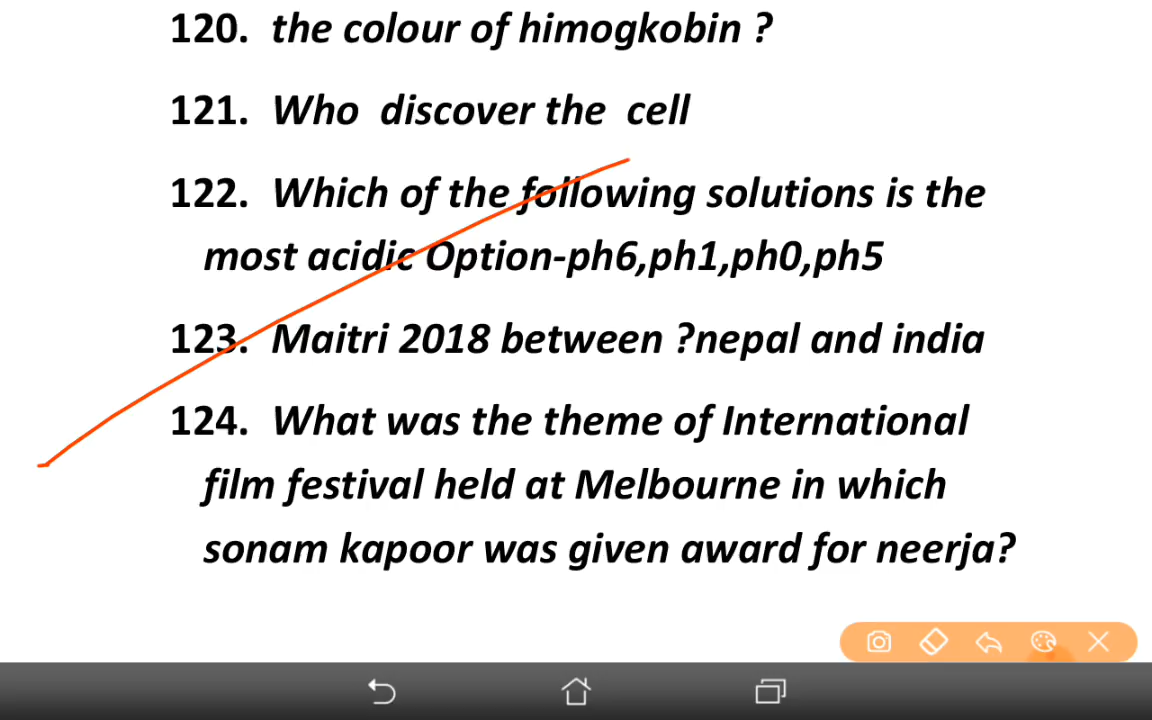 120. the colour of himogkobin ?
121. Who discover the cell
122. Which of the following solutions is the
most acidic Option-ph6,ph1,ph0,ph5
123. Maitri 2018 between ?nepal and india
124. What was the theme of International
film festival held at Melbourne in which
sonam kapoor was given award for neerja?